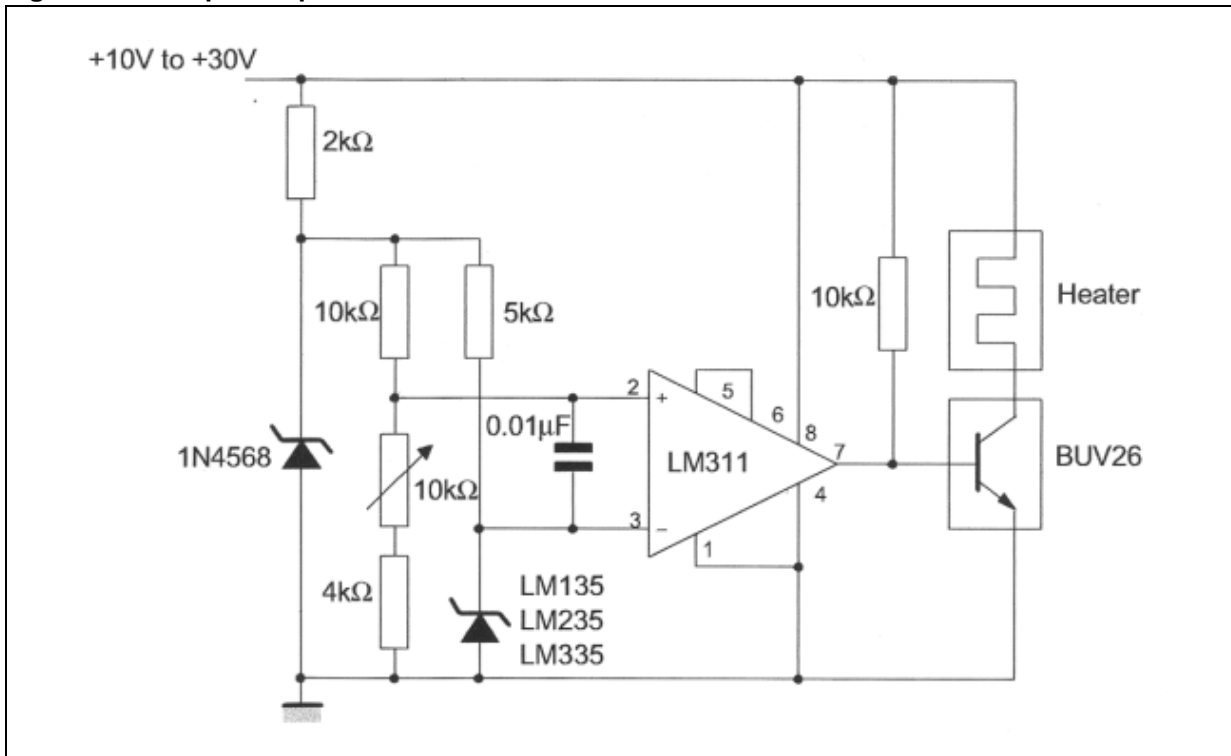 +10V to +30V
2kΩ
10kΩ
5kΩ
10kΩ
Heater
1N4568
0.01μF
2
+
5
6
8
7
LM311
BUV26
10kΩ
3
−
4
1
4kΩ
LM135
LM235
LM335